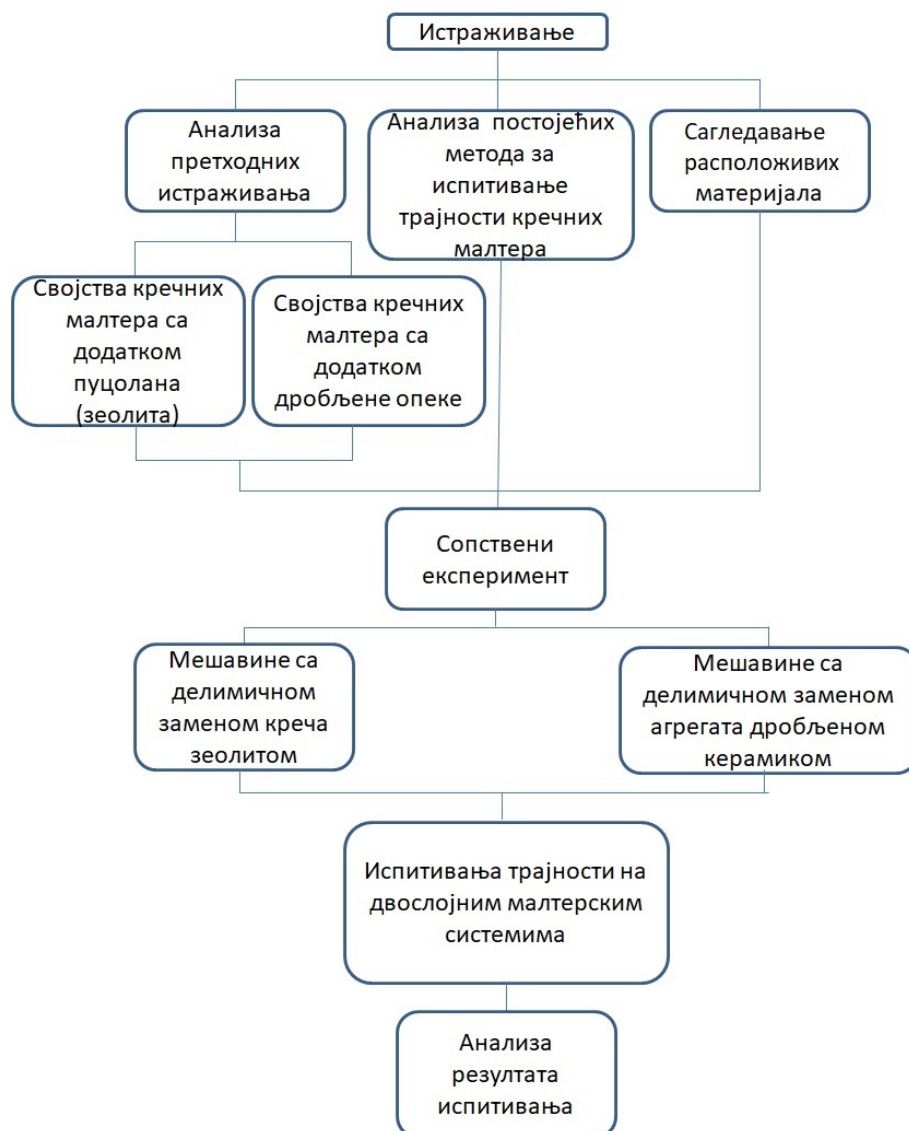 Истраживање
Анализа
претходних
истраживања
Анализа постојећих
метода за
испитивање
трајности кречних
малтера
Сагледавање
расположивих
материјала
Својства кречних
малтера са
додатком
пуцолана
(зеолита)
Својства кречних
малтера са
додатком
дробљене опеке
Сопствени
експеримент
Мешавине са
делимичном
заменом креча
зеолитом
Мешавине са
делимичном заменом
агрегата дробљеном
керамиком
Испитивања трајности на
двослојним малтерским
системима
Анализа
резултата
испитивања